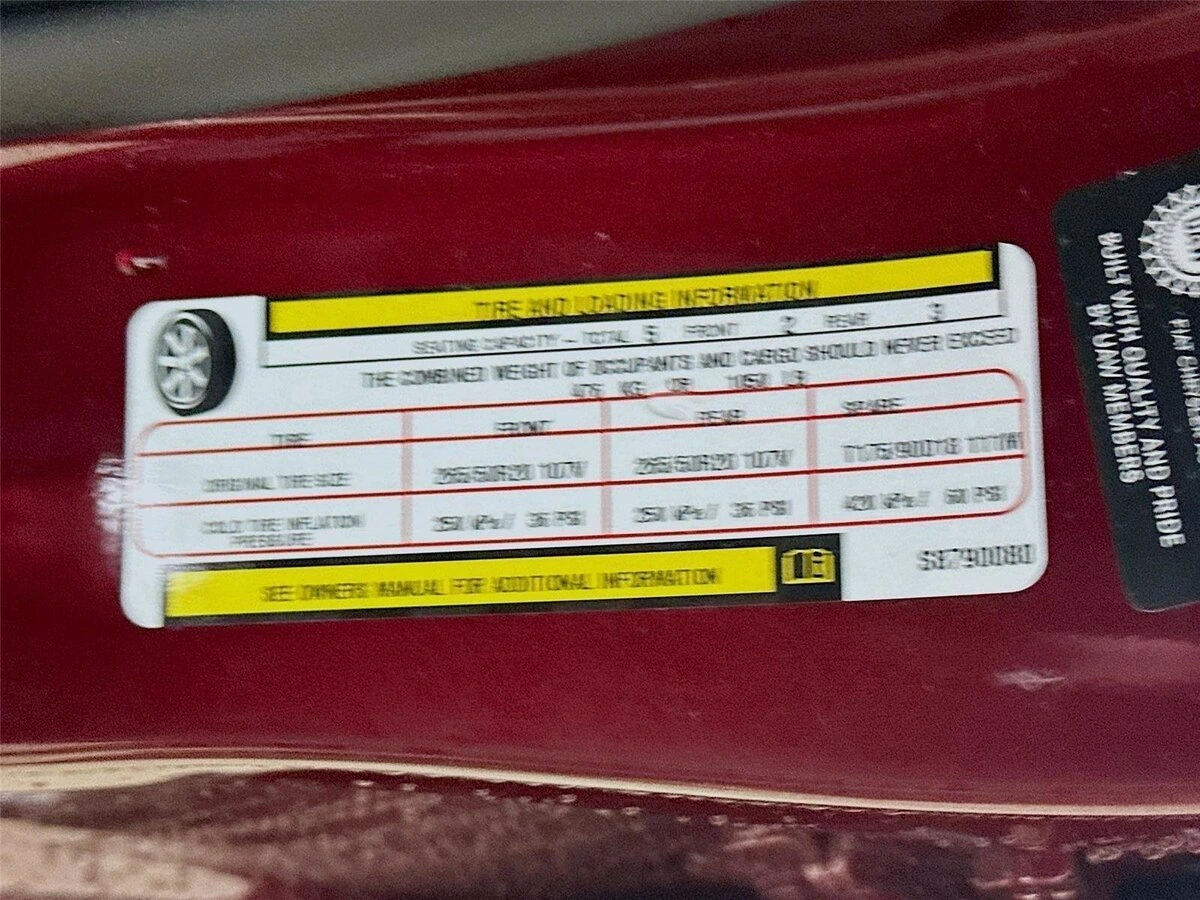 TIRE AND LOADING INFORMATION
SEATING CAPACITY - TOTAL 5 FRONT 2 REAR 3
THE COMBINED WEIGHT OF OCCUPANTS AND CARGO SHOULD NEVER EXCEED
KG OR 1050 LB
TIRE FRONT REAR SPARE
ORIGINAL TIRE SIZE 265/50R20 107V 265/50R20 107V T175/90D18
COLD TIRE INFLATION PRESSURE 250 kPa// 36 PSI 250 kPa// 36 PSI 420 kPa// 60 PSI
SEE OWNERS MANUAL FOR ADDITIONAL INFORMATION
BUILT WITH QUALITY AND PRIDE
BY UAW MEMBERS